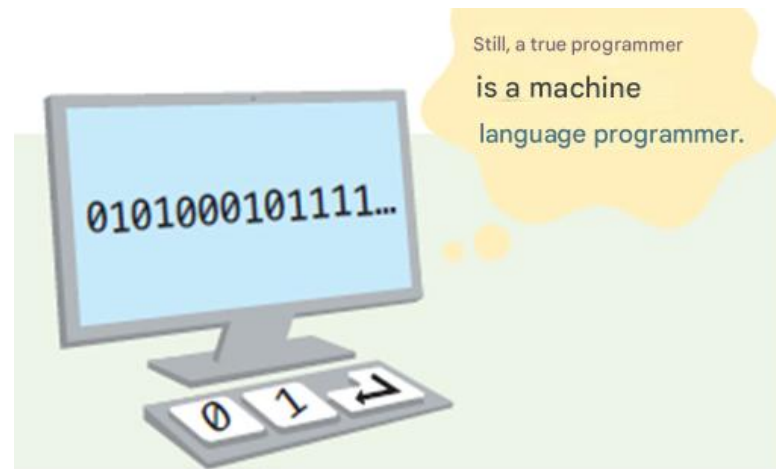 Still, a true programmer
is a machine
language programmer.
0101000101111…
0
1